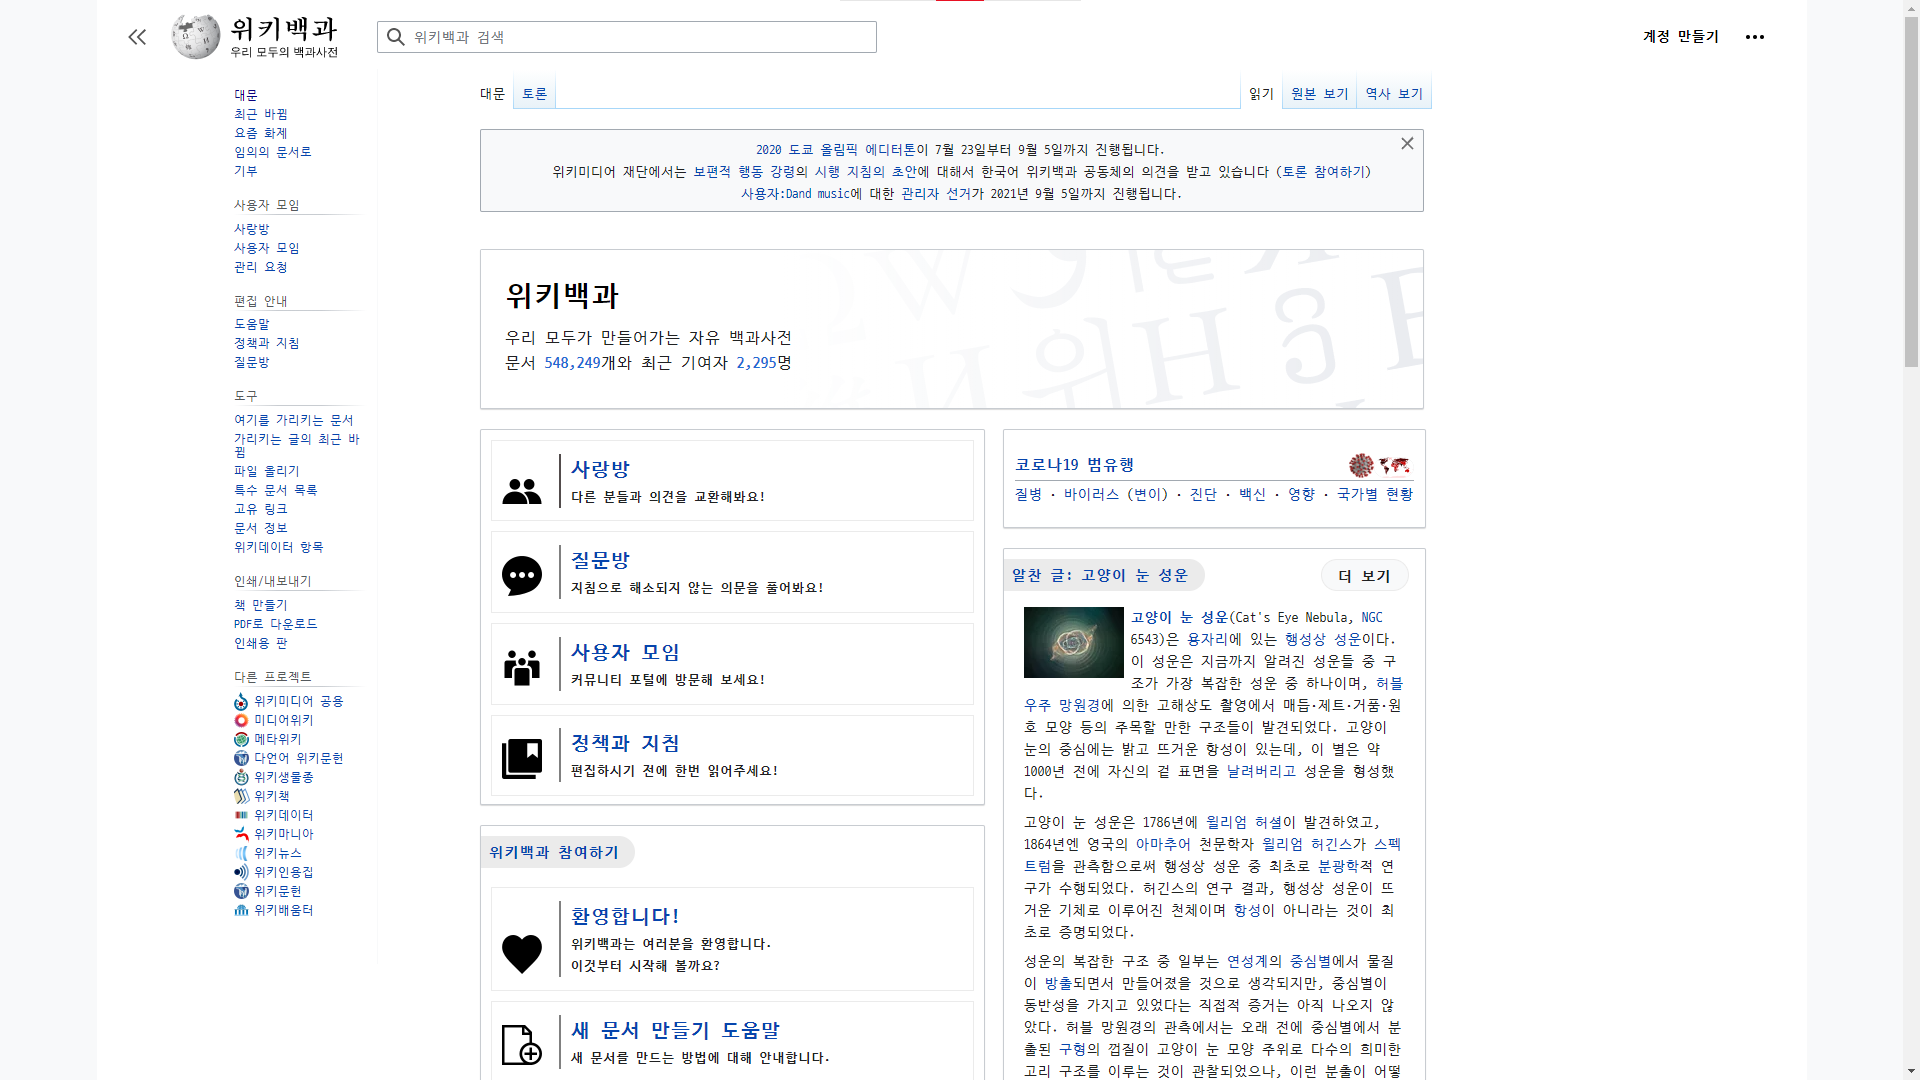 위키백과
우리 모두의 백과사전
위키백과 검색
계정 만들기
대문
최근 바뀜
요즘 화제
임의의 문서로
기부
사용자 모임
사랑방
사용자 모임
관리 요청
편집 안내
도움말
정책과 지침
질문방
도구
여기를 가리키는 문서
가리키는 글의 최근 바
뀜
파일 올리기
특수 문서 목록
고유 링크
문서 정보
위키데이터 항목
인쇄/내보내기
책 만들기
PDF로 다운로드
인쇄용 판
다른 프로젝트
위키미디어 공용
미디어위키
메타위키
다언어 위키문헌
위키생물종
위키책
위키데이터
위키마니아
위키뉴스
위키인용집
위키문헌
위키배움터
대문 토론
읽기 원본 보기 역사 보기
2020 도쿄 올림픽 에디터톤이 7월 23일부터 9월 5일까지 진행됩니다.
위키미디어 재단에서는 보편적 행동 강령의 시행 지침의 초안에 대해서 한국어 위키백과 공동체의 의견을 받고 있습니다 (토론 참여하기)
사용자:Dand music에 대한 관리자 선거가 2021년 9월 5일까지 진행됩니다.
위키백과
우리 모두가 만들어가는 자유 백과사전
문서 548,249개와 최근 기여자 2,295명
사랑방
다른 분들과 의견을 교환해봐요!
질문방
지침으로 해소되지 않는 의문을 풀어봐요!
사용자 모임
커뮤니티 포털에 방문해 보세요!
정책과 지침
편집하시기 전에 한번 읽어주세요!
위키백과 참여하기
환영합니다!
위키백과는 여러분을 환영합니다.
이것부터 시작해 볼까요?
새 문서 만들기 도움말
새 문서를 만드는 방법에 대해 안내합니다.
코로나19 범유행
질병 · 바이러스 (변이) · 진단 · 백신 · 영향 · 국가별 현황
알찬 글: 고양이 눈 성운
더 보기
고양이 눈 성운(Cat's Eye Nebula, NGC
6543)은 용자리에 있는 행성상 성운이다.
이 성운은 지금까지 알려진 성운들 중 구
조가 가장 복잡한 성운 중 하나이며, 허블
우주 망원경에 의한 고해상도 촬영에서 매듭·제트·거품·원
호 모양 등의 주목할 만한 구조들이 발견되었다. 고양이
눈의 중심에는 밝고 뜨거운 항성이 있는데, 이 별은 약
1000년 전에 자신의 겉 표면을 날려버리고 성운을 형성했
다.
고양이 눈 성운은 1786년에 윌리엄 허셜이 발견하였고,
1864년엔 영국의 아마추어 천문학자 윌리엄 허긴스가 스펙
트럼을 관측함으로써 행성상 성운 중 최초로 분광학적 연
구가 수행되었다. 허긴스의 연구 결과, 행성상 성운이 뜨
거운 기체로 이루어진 천체이며 항성이 아니라는 것이 최
초로 증명되었다.
성운의 복잡한 구조 중 일부는 연성계의 중심별에서 물질
이 방출되면서 만들어졌을 것으로 생각되지만, 중심별이
동반성을 가지고 있었다는 직접적 증거는 아직 나오지 않
았다. 허블 망원경의 관측에서는 오래 전에 중심별에서 분
출된 구형의 껍질이 고양이 눈 모양 주위로 다수의 희미한
고리 구조를 이루는 것이 관찰되었으나, 이런 분출이 어떻